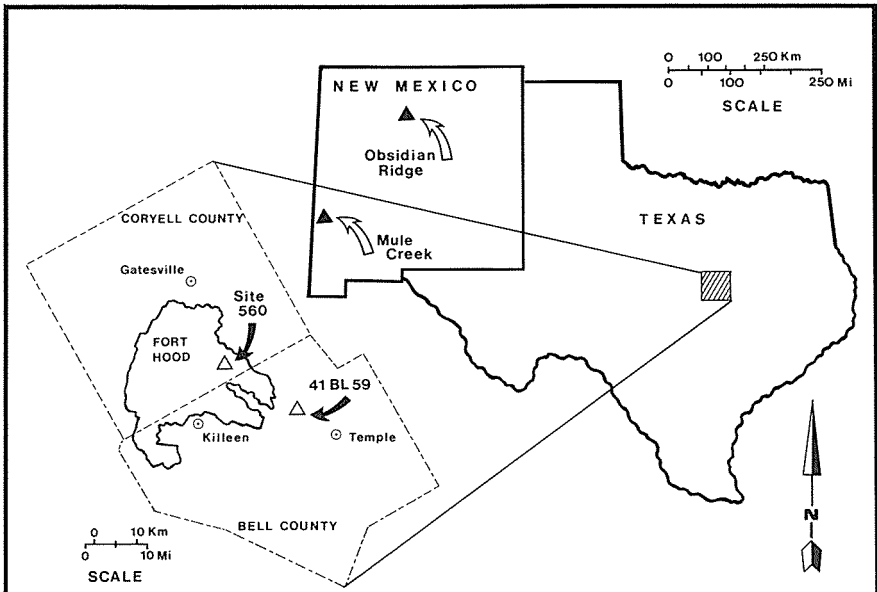 0 100 250 Km
0 100 250 Mi
SCALE
NEW MEXICO
Obsidian
Ridge
TEXAS
CORYELL COUNTY
Mule
Creek
Gatesville
Site
560
FORT
HOOD
41 BL 59
Killeen
Temple
N
BELL COUNTY
0 10 Km
0 10 Mi
SCALE